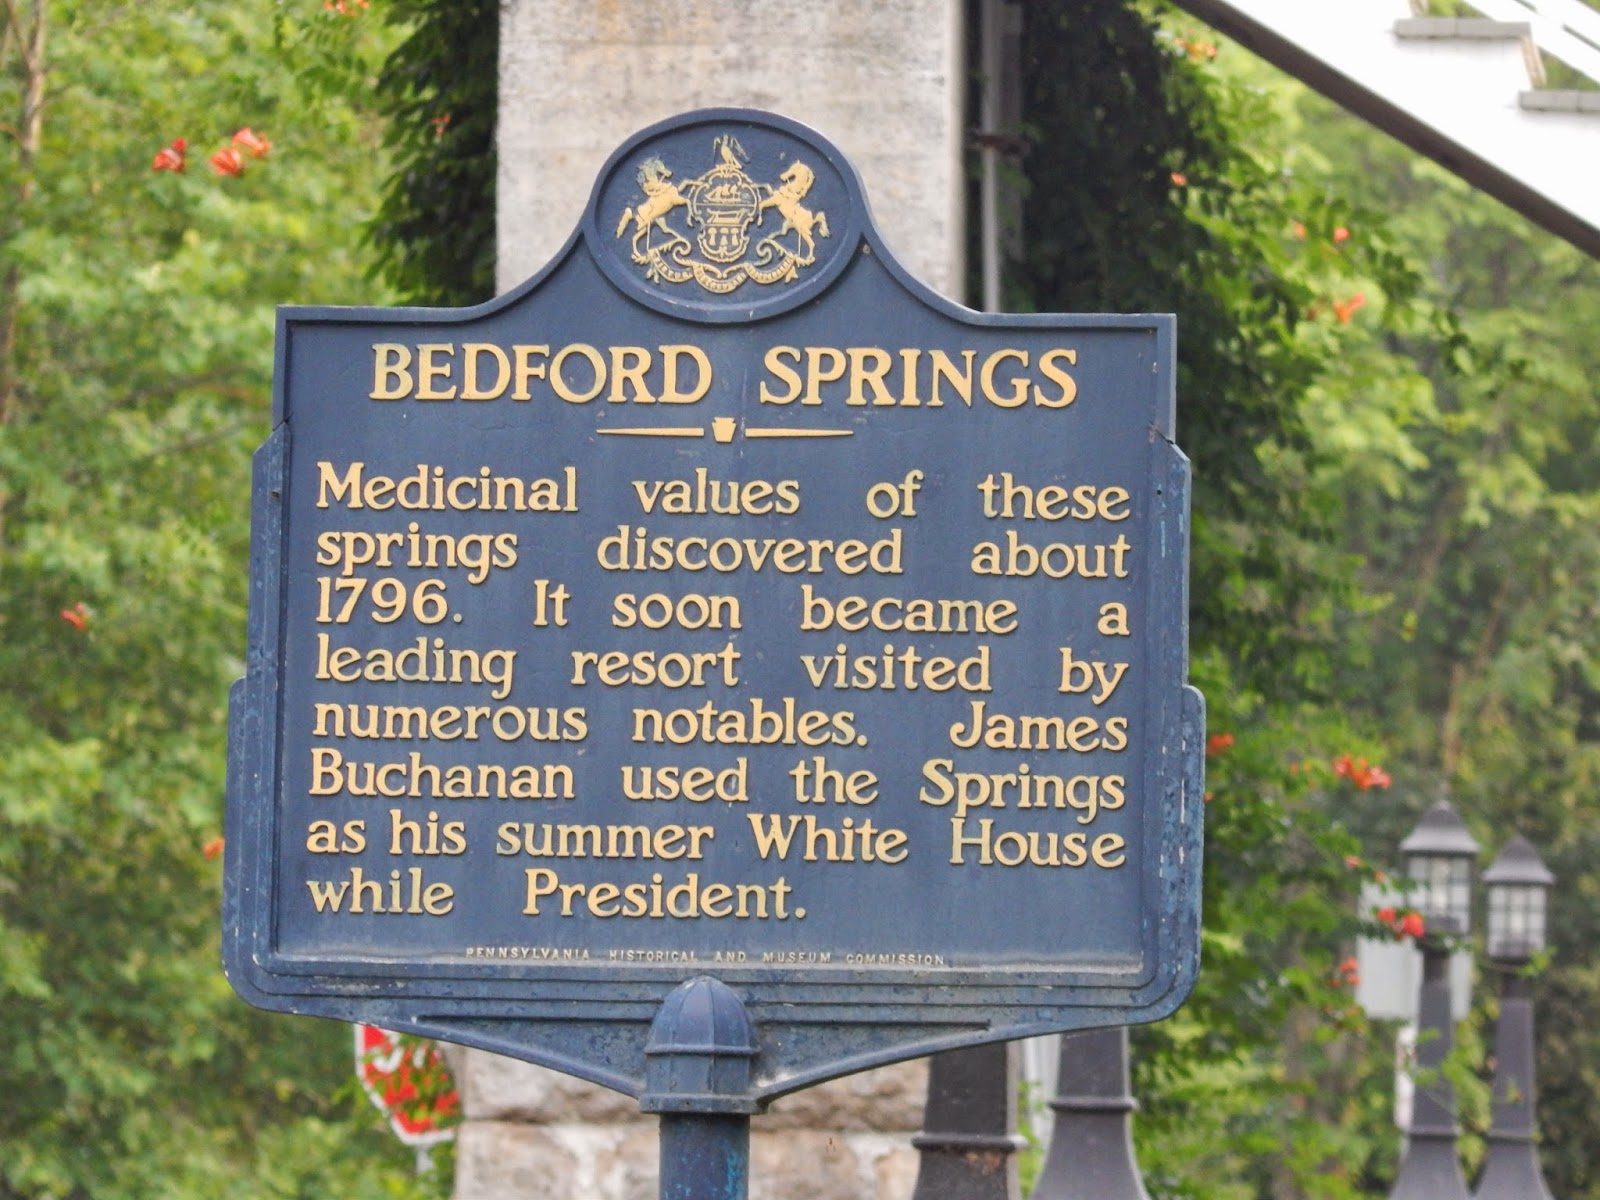 BEDFORD SPRINGS
Medicinal values of these
springs discovered about
1796. It soon became a
leading resort visited by
numerous notables. James
Buchanan used the Springs
as his summer White House
while President.
PENNSYLVANIA HISTORICAL AND MUSEUM COMMISSION